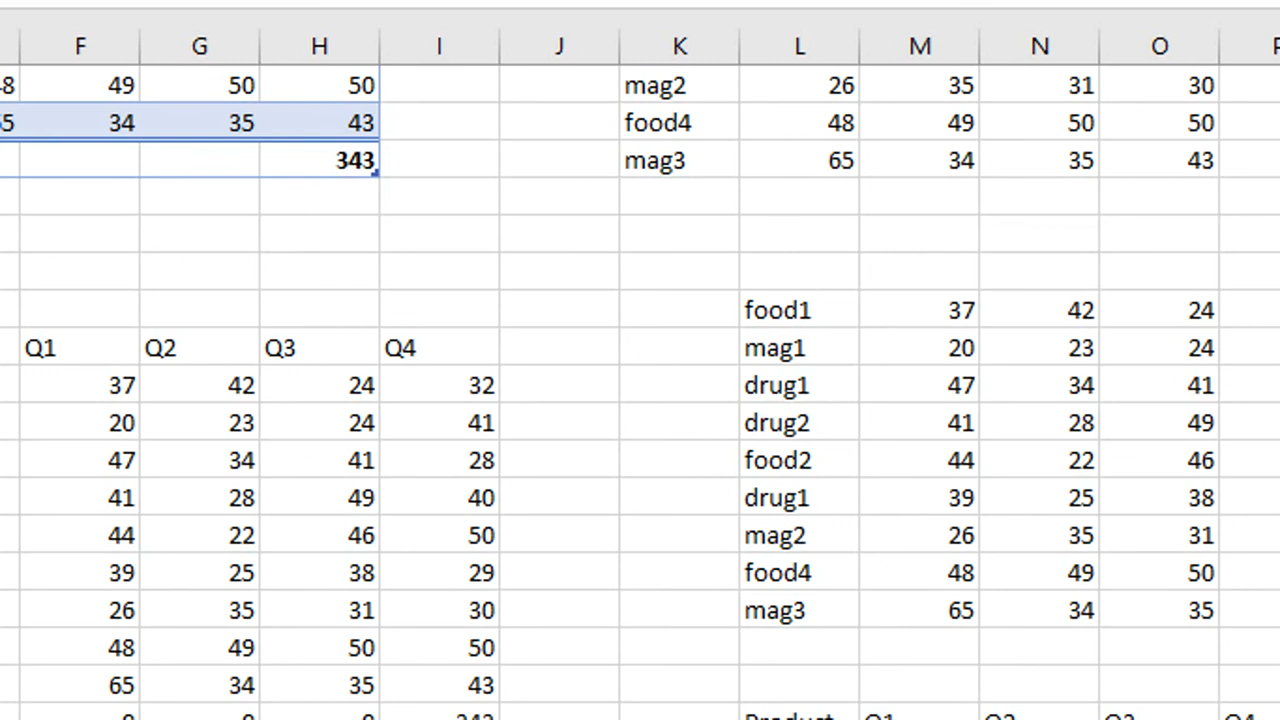 F G H I J K L M N O
49 50 50 mag2 26 35 31 30
34 35 43 food4 48 49 50 50
343 mag3 65 34 35 43
food1 37 42 24
Q1 Q2 Q3 Q4 mag1 20 23 24
37 42 24 32 drug1 47 34 41
20 23 24 41 drug2 41 28 49
47 34 41 28 food2 44 22 46
41 28 49 40 drug1 39 25 38
44 22 46 50 mag2 26 35 31
39 25 38 29 food4 48 49 50
26 35 31 30 mag3 65 34 35
48 49 50 50
65 34 35 43